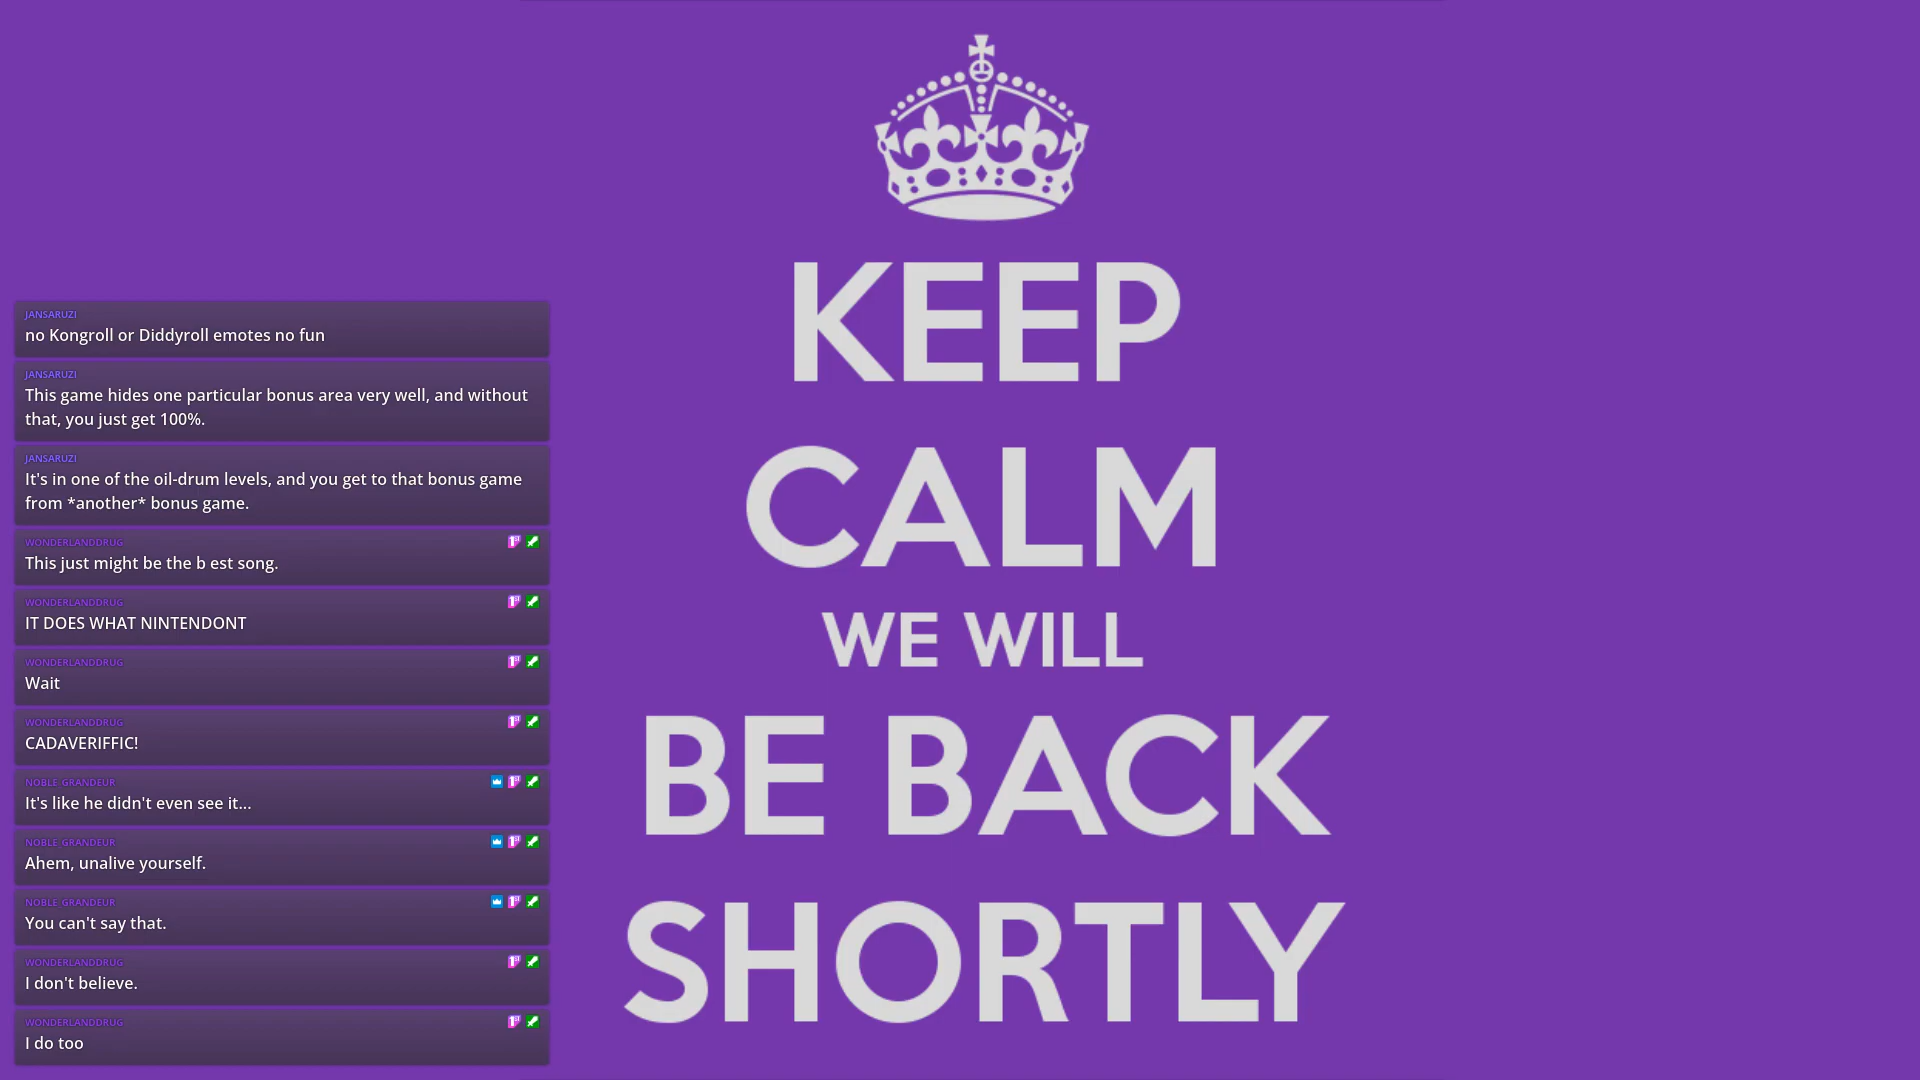 JANSARUZI
no Kongroll or Diddyroll emotes no fun
JANSARUZI
This game hides one particular bonus area very well, and without
that, you just get 100%.
JANSARUZI
It's in one of the oil-drum levels, and you get to that bonus game
from *another* bonus game.
WONDERLANDDRUG
This just might be the b est song.
WONDERLANDDRUG
IT DOES WHAT NINTENDONT
WONDERLANDDRUG
Wait
WONDERLANDDRUG
CADAVERIFFIC!
NOBLE_GRANDEUR
It's like he didn't even see it...
NOBLE_GRANDEUR
Ahem, unalive yourself.
NOBLE_GRANDEUR
You can't say that.
WONDERLANDDRUG
I don't believe.
WONDERLANDDRUG
I do too
KEEP
CALM
WE WILL
BE BACK
SHORTLY